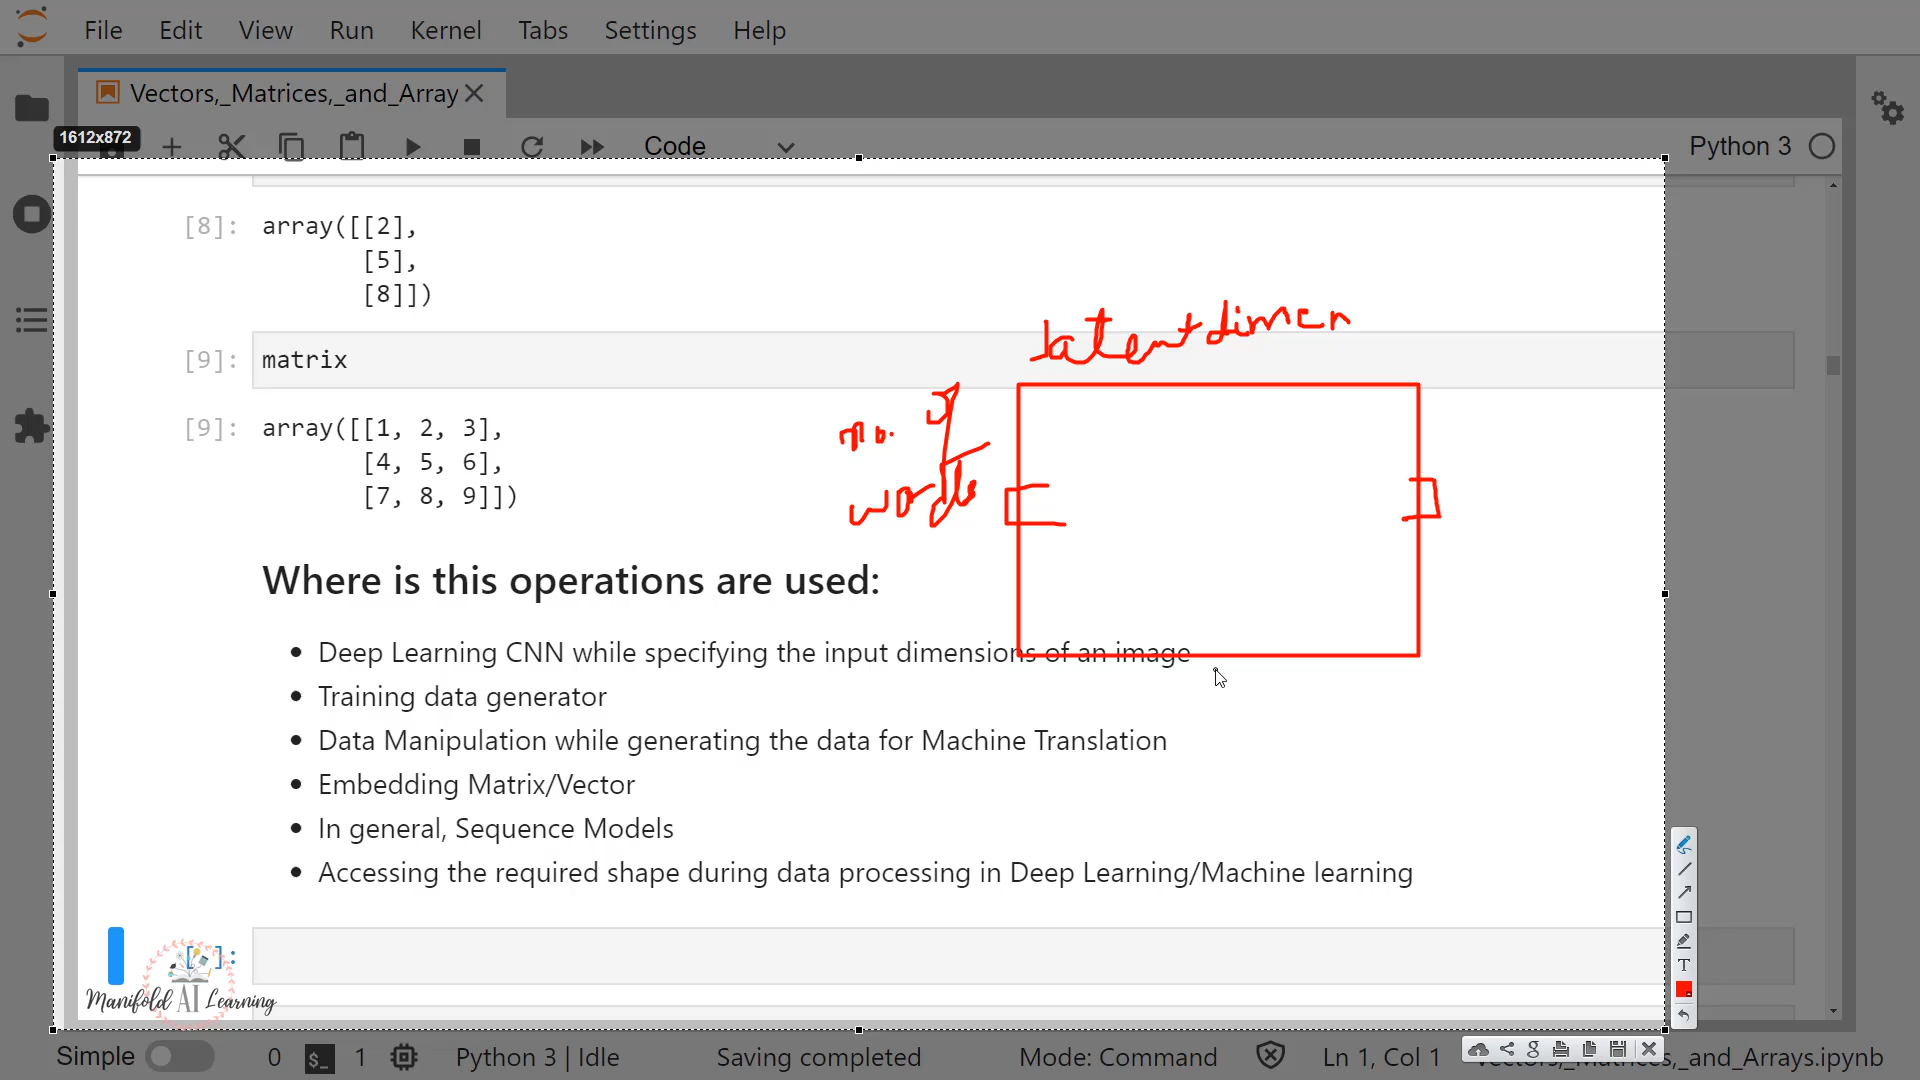 File Edit View Run Kernel Tabs Settings Help
Vectors,_Matrices,_and_Array
1612x872
Code
Python 3
[8]: array([[2],
[5],
[8]])
[9]: matrix
[9]: array([[1, 2, 3],
[4, 5, 6],
[7, 8, 9]])
latent dimen
no. of
words
Where is this operations are used:
• Deep Learning CNN while specifying the input dimensions of an image
• Training data generator
• Data Manipulation while generating the data for Machine Translation
• Embedding Matrix/Vector
• In general, Sequence Models
• Accessing the required shape during data processing in Deep Learning/Machine learning
[ ]:
Manifold AI Learning
T
g
Simple 0 $_ 1 Python 3 | Idle Saving completed Mode: Command Ln 1, Col 1 Vectors,_Matrices,_and_Arrays.ipynb